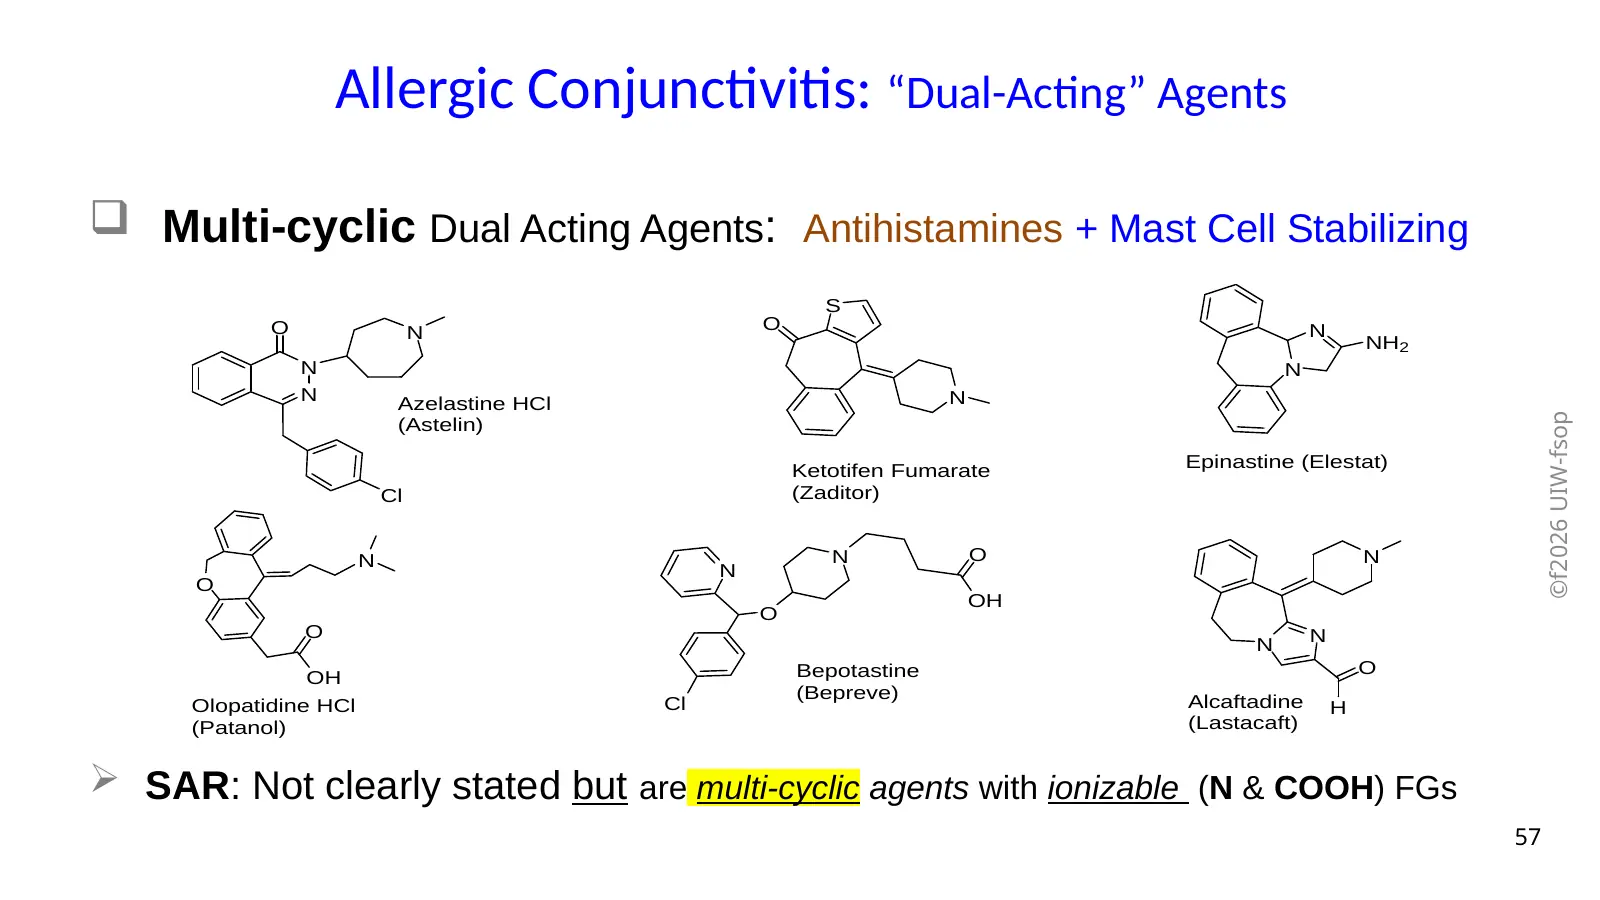 Allergic Conjunctivitis: “Dual-Acting” Agents
Multi-cyclic Dual Acting Agents: Antihistamines + Mast Cell Stabilizing
O
N
N
N
Cl
Azelastine HCl
(Astelin)
S
O
N
Ketotifen Fumarate
(Zaditor)
N
NH2
N
Epinastine (Elestat)
N
O
O
OH
Olopatidine HCl
(Patanol)
N
N
O
OH
O
Cl
Bepotastine
(Bepreve)
N
N
N
O
H
Alcaftadine
(Lastacaft)
©f2026 UIW-fsop
SAR: Not clearly stated but are multi-cyclic agents with ionizable (N & COOH) FGs
57